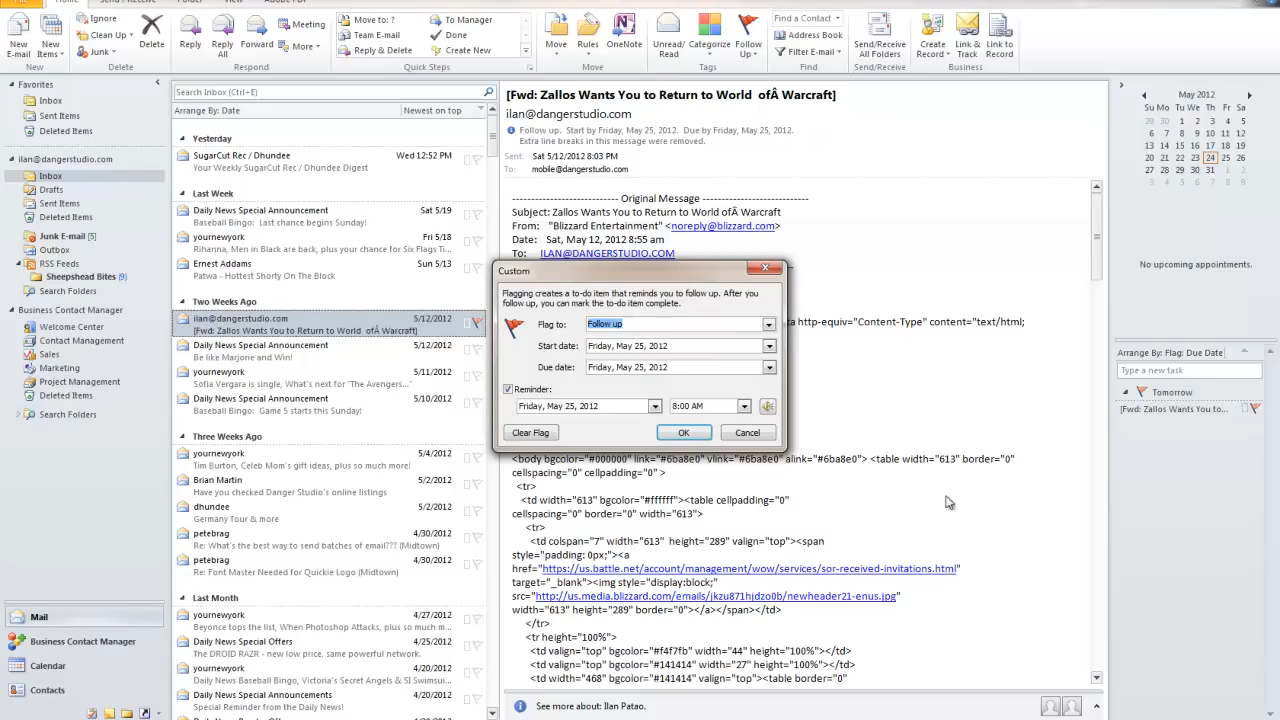 Home
Send / Receive
Folder
View
Adobe PDF
New E-mail
New Items
Ignore
Clean Up
Junk
Delete
Delete
New
Reply
Reply All
Forward
Meeting
More
Respond
Move to: ?
Team E-mail
Reply & Delete
To Manager
Done
Create New
Quick Steps
Move
Rules
OneNote
Move
Unread/ Read
Categorize
Follow Up
Tags
Find a Contact
Address Book
Filter E-mail
Find
Send/Receive All Folders
Send/Receive
Create Record
Link & Track
Link to Record
Business
Favorites
Inbox
Sent Items
Deleted Items
ilan@dangerstudio.com
Inbox
Drafts
Sent Items
Deleted Items
Junk E-mail [5]
Outbox
RSS Feeds
Sheepshead Bites (9)
Search Folders
Business Contact Manager
Welcome Center
Contact Management
Sales
Marketing
Project Management
Deleted Items
Search Folders
Mail
Business Contact Manager
Calendar
Contacts
Search Inbox (Ctrl+E)
Arrange By: Date Newest on top
Yesterday
SugarCut Rec / Dhundee Wed 12:52 PM
Your Weekly SugarCut Rec / Dhundee Digest
Last Week
Daily News Special Announcement Sat 5/19
Baseball Bingo: Last chance begins Sunday!
yournewyork Fri 5/18
Rihanna, Men in Black are back, plus your chance for Six Flags Ti...
Ernest Addams Sun 5/13
Patwa - Hottest Shorty On The Block
Two Weeks Ago
ilan@dangerstudio.com 5/12/2012
[Fwd: Zallos Wants You to Return to World ofÂ Warcraft]
Daily News Special Announcement 5/12/2012
Be like Marjorie and Win!
yournewyork 5/11/2012
Sofia Vergara is single, What's next for "The Avengers..."
Daily News Special Announcement 5/10/2012
Baseball Bingo: Game 5 starts this Sunday!
Three Weeks Ago
yournewyork 5/4/2012
Tim Burton, Celeb Mom's gift ideas, plus so much more!
Brian Martin 5/2/2012
Have you checked Danger Studio's online listings
dhundee 5/2/2012
Germany Tour & more
petebrag 4/30/2012
Re: What's the best way to send batches of email??? (Midtown)
petebrag 4/30/2012
Re: Font Master Needed for Quickie Logo (Midtown)
Last Month
yournewyork 4/27/2012
Beyonce tops the list, When Photoshop Attacks, plus so much m...
Daily News Special Offers 4/25/2012
The DROID RAZR - new low price, same powerful network.
yournewyork 4/20/2012
Daily News Baseball Bingo, Victoria's Secret Angels & SI Swimsui...
Daily News Special Announcements 4/20/2012
Special Reminder from the Daily News!
[Fwd: Zallos Wants You to Return to World ofÂ Warcraft]
ilan@dangerstudio.com
Follow up. Start by Friday, May 25, 2012. Due by Friday, May 25, 2012.
Extra line breaks in this message were removed.
Sent: Sat 5/12/2012 8:03 PM
To: mobile@dangerstudio.com
---------------------------- Original Message ----------------------------
Subject: Zallos Wants You to Return to World ofÂ Warcraft
From: "Blizzard Entertainment" <noreply@blizzard.com>
Date: Sat, May 12, 2012 8:55 am
To: ILAN@DANGERSTUDIO.COM
Custom
Flagging creates a to-do item that reminds you to follow up. After you
follow up, you can mark the to-do item complete.
Flag to: Follow up
Start date: Friday, May 25, 2012
Due date: Friday, May 25, 2012
Reminder:
Friday, May 25, 2012 8:00 AM
Clear Flag OK Cancel
ta http-equiv="Content-Type" content="text/html;
<body bgcolor="#000000" link="#6ba8e0" vlink="#6ba8e0" alink="#6ba8e0"> <table width="613" border="0"
cellspacing="0" cellpadding="0" >
<tr>
<td width="613" bgcolor="#ffffff"><table cellpadding="0"
cellspacing="0" border="0" width="613">
<tr>
<td colspan="7" width="613" height="289" valign="top"><span
style="padding: 0px;"><a
href="https://us.battle.net/account/management/wow/services/sor-received-invitations.html"
target="_blank"><img style="display:block;"
src="http://us.media.blizzard.com/emails/jkzu871hjdzo0b/newheader21-enus.jpg"
width="613" height="289" border="0"></a></span></td>
</tr>
<tr height="100%">
<td valign="top" bgcolor="#f4f7fb" width="44" height="100%"></td>
<td valign="top" bgcolor="#141414" width="27" height="100%"></td>
<td width="468" bgcolor="#141414" valign="top"><table border="0"
See more about: Ilan Patao.
May 2012
Su Mo Tu We Th Fr Sa
29 30 1 2 3 4 5
6 7 8 9 10 11 12
13 14 15 16 17 18 19
20 21 22 23 24 25 26
27 28 29 30 31 1 2
3 4 5 6 7 8 9
No upcoming appointments.
Arrange By: Flag: Due Date
Type a new task
Tomorrow
[Fwd: Zallos Wants You to...